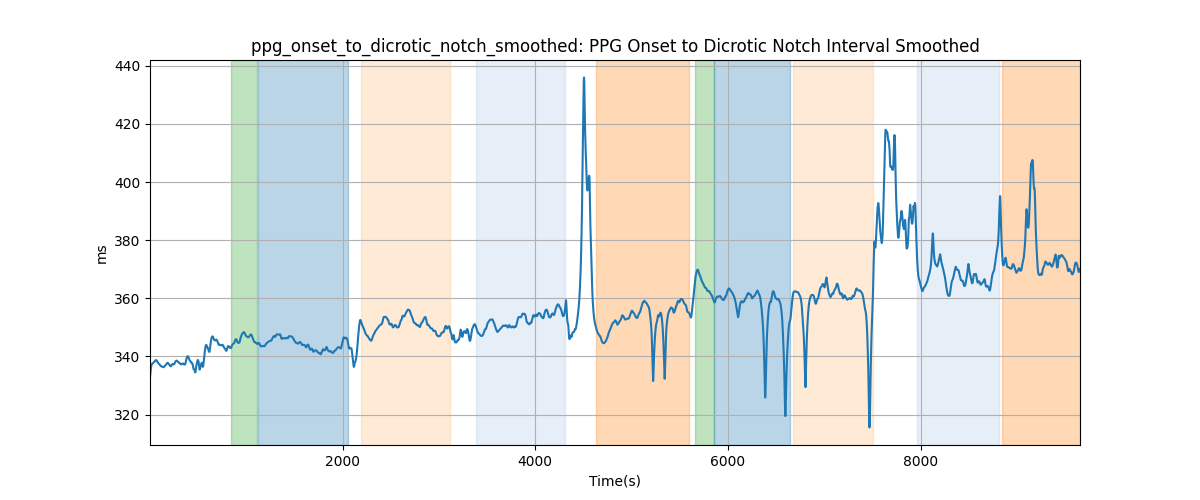 ppg_onset_to_dicrotic_notch_smoothed: PPG Onset to Dicrotic Notch Interval Smoothed
440
420
400
380
360
340
320
ms
2000 4000 6000 8000
Time(s)